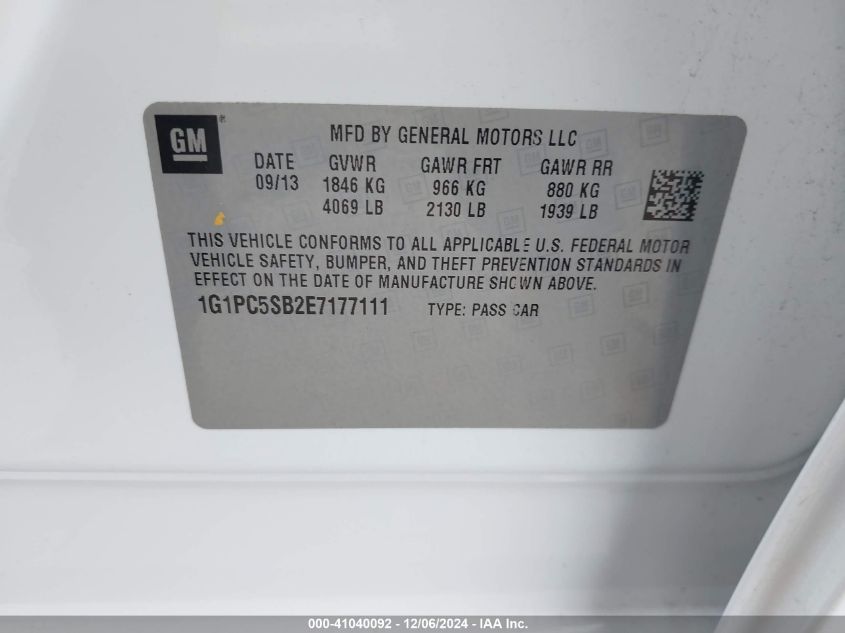 GM
MFD BY GENERAL MOTORS LLC
DATE GVWR GAWR FRT GAWR RR
09/13 1846 KG 966 KG 880 KG
4069 LB 2130 LB 1939 LB
THIS VEHICLE CONFORMS TO ALL APPLICABLE U.S. FEDERAL MOTOR
VEHICLE SAFETY, BUMPER, AND THEFT PREVENTION STANDARDS IN
EFFECT ON THE DATE OF MANUFACTURE SHOWN ABOVE.
1G1PC5SB2E7177111 TYPE: PASS CAR
000-41040092 - 12/06/2024 - IAA Inc.